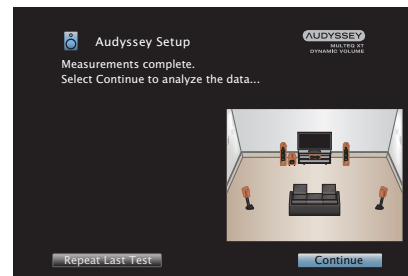 Audyssey Setup
AUDYSSEY
MULTEQ XT
DYNAMIC VOLUME
Measurements complete.
Select Continue to analyze the data...
Repeat Last Test
Continue